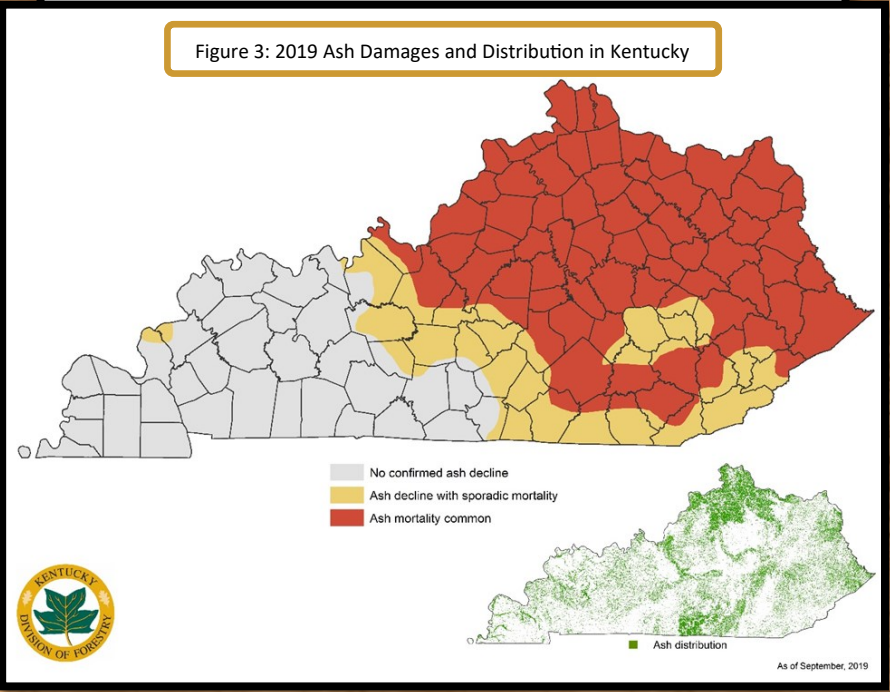 Figure 3: 2019 Ash Damages and Distribution in Kentucky
No confirmed ash decline
Ash decline with sporadic mortality
Ash mortality common
KENTUCKY
DIVISION OF FORESTRY
Ash distribution
As of September, 2019